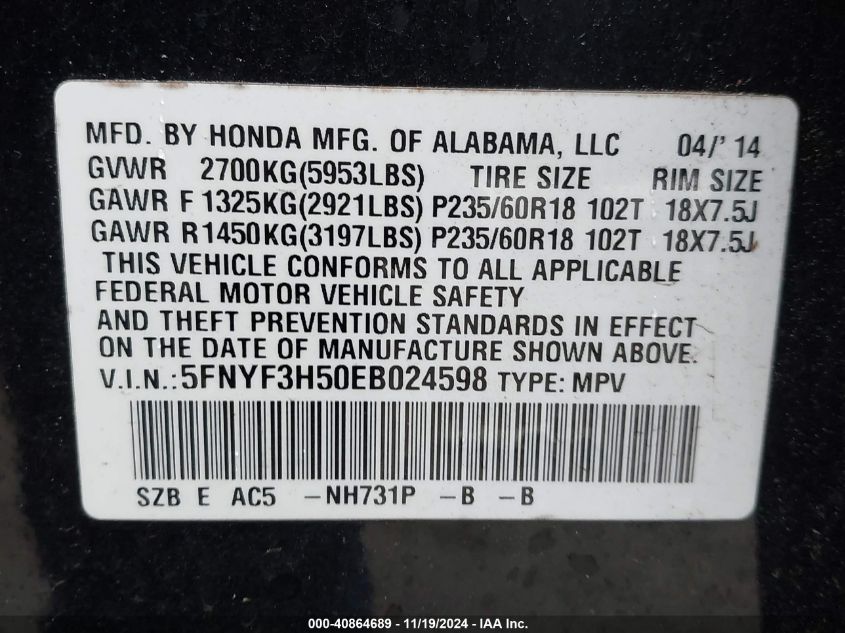 MFD. BY HONDA MFG. OF ALABAMA, LLC 04/'14
GVWR 2700KG(5953LBS) TIRE SIZE RIM SIZE
GAWR F 1325KG(2921LBS) P235/60R18 102T 18X7.5J
GAWR R 1450KG(3197LBS) P235/60R18 102T 18X7.5J
THIS VEHICLE CONFORMS TO ALL APPLICABLE
FEDERAL MOTOR VEHICLE SAFETY
AND THEFT PREVENTION STANDARDS IN EFFECT
ON THE DATE OF MANUFACTURE SHOWN ABOVE.
V.I.N.: 5FNYF3H50EB024598 TYPE: MPV
SZB E AC5 -NH731P -B -B
000-40864689 - 11/19/2024 - IAA Inc.